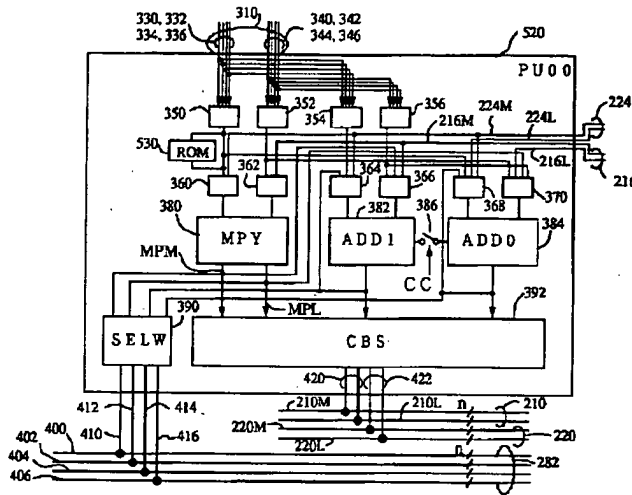 330, 332 310 340, 342
334, 336 344, 346
520
PU00
350 352 354 356
224M 224
216M 224L
530 ROM 216L
216
360 362 364 366 368 370
380 382 386 384
MPY ADD1 ADD0
MPM
CC
390 MPL 392
SELW CBS
420 422
412 414
210M n 210L 210
410 416 220M 220
400 220L n
402 282
404
406